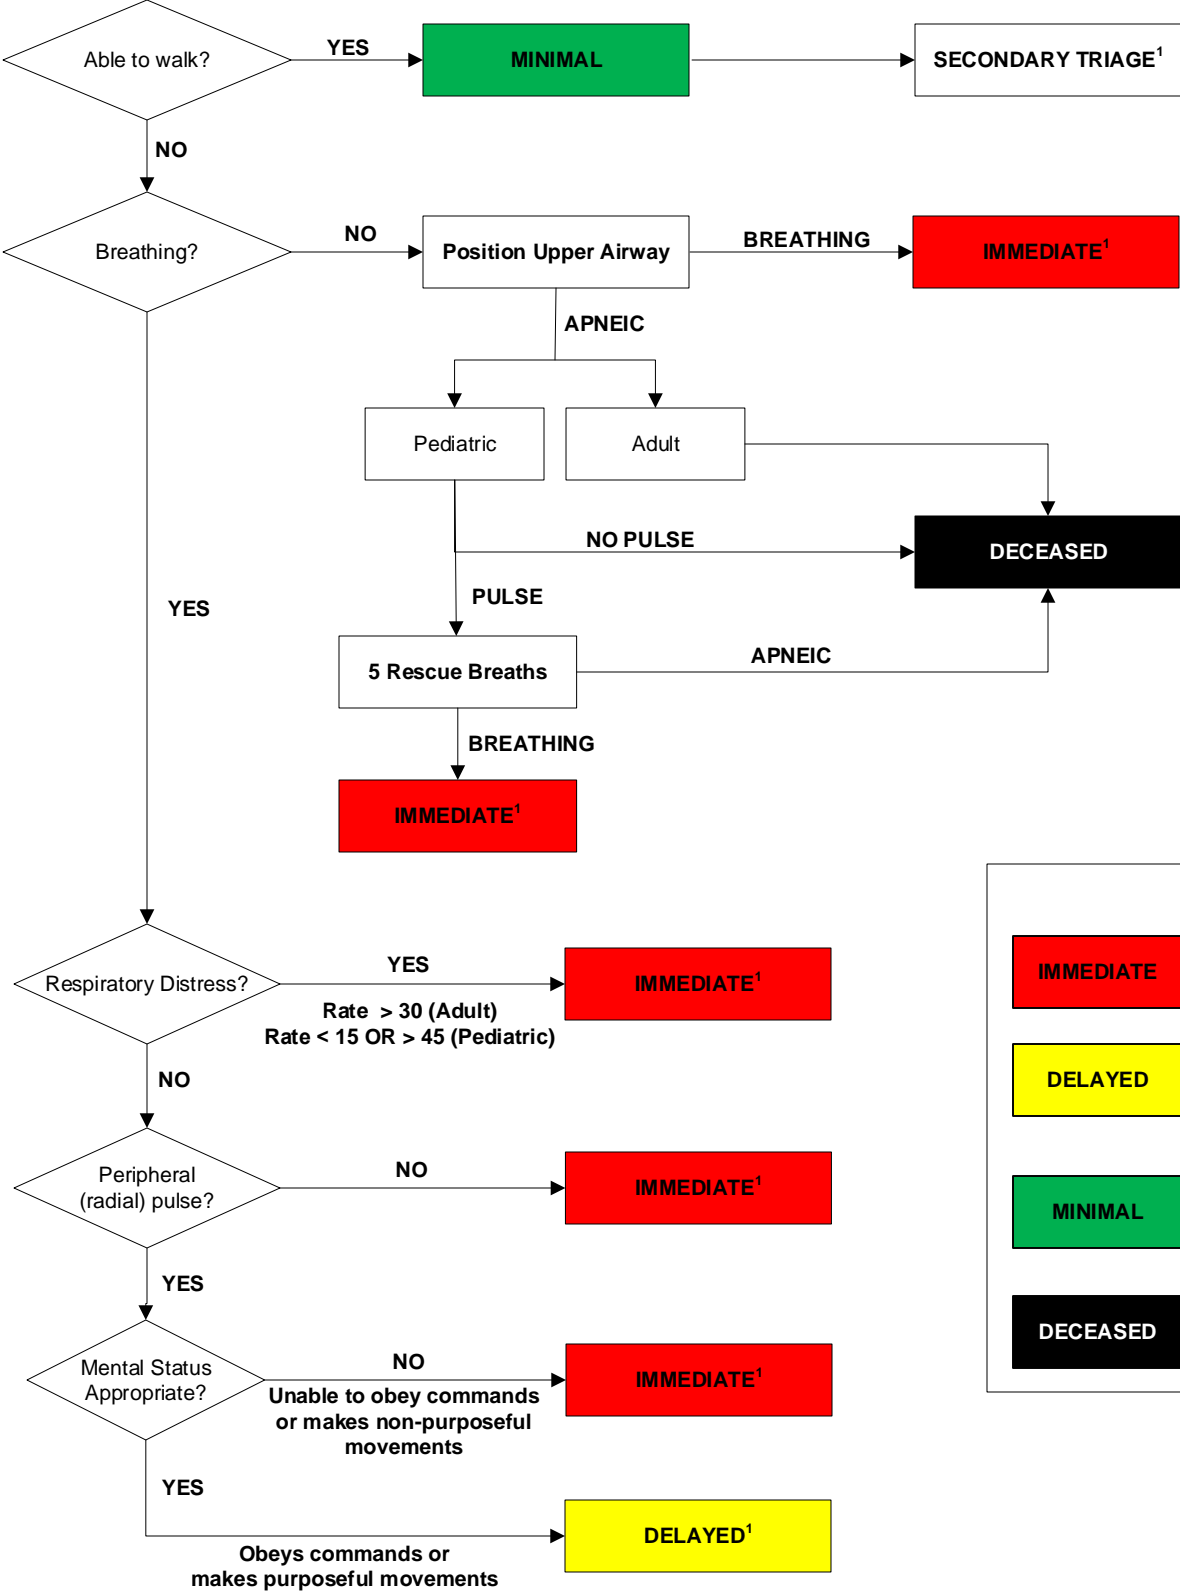 Able to walk?
YES
MINIMAL
SECONDARY TRIAGE¹
NO
Breathing?
NO
Position Upper Airway
BREATHING
IMMEDIATE¹
APNEIC
Pediatric
Adult
NO PULSE
DECEASED
PULSE
YES
5 Rescue Breaths
APNEIC
BREATHING
IMMEDIATE¹
Respiratory Distress?
YES
Rate > 30 (Adult)
Rate < 15 OR > 45 (Pediatric)
IMMEDIATE¹
NO
Peripheral
(radial) pulse?
NO
IMMEDIATE¹
YES
Mental Status
Appropriate?
NO
Unable to obey commands
or makes non-purposeful
movements
IMMEDIATE¹
YES
Obeys commands or
makes purposeful movements
DELAYED¹
IMMEDIATE
DELAYED
MINIMAL
DECEASED